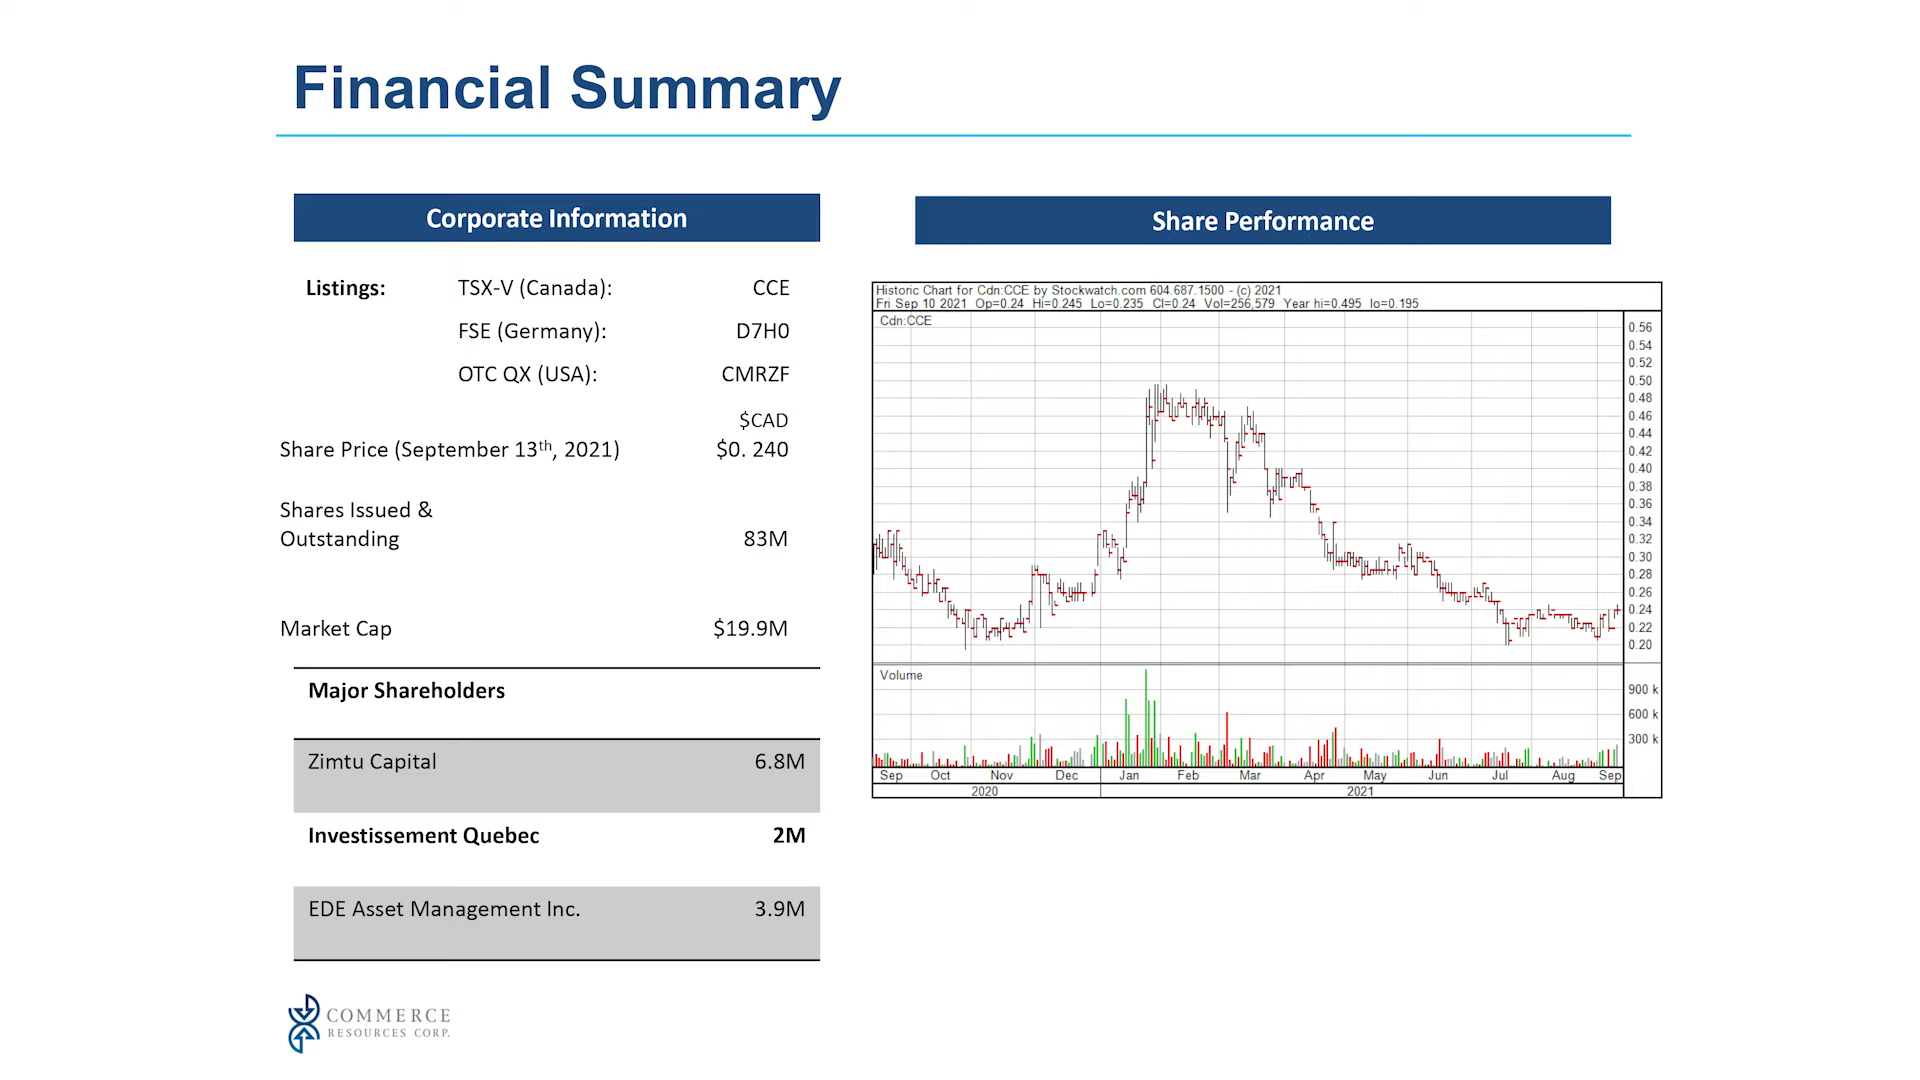 Financial Summary
Corporate Information
Listings: TSX-V (Canada): CCE
FSE (Germany): D7H0
OTC QX (USA): CMRZF
$CAD
Share Price (September 13th, 2021) $0. 240
Shares Issued &
Outstanding 83M
Market Cap $19.9M
Major Shareholders
Zimtu Capital 6.8M
Investissement Quebec 2M
EDE Asset Management Inc. 3.9M
Share Performance
Historic Chart for Cdn:CCE by Stockwatch.com 604.687.1500 - (c) 2021
Fri Sep 10 2021 Op=0.24 Hi=0.245 Lo=0.235 Cl=0.24 Vol=256,579 Year hi=0.495 lo=0.195
Cdn:CCE
0.56
0.54
0.52
0.50
0.48
0.46
0.44
0.42
0.40
0.38
0.36
0.34
0.32
0.30
0.28
0.26
0.24
0.22
0.20
Volume
900 k
600 k
300 k
Sep Oct Nov Dec Jan Feb Mar Apr May Jun Jul Aug Sep
2020 2021
COMMERCE
RESOURCES CORP.